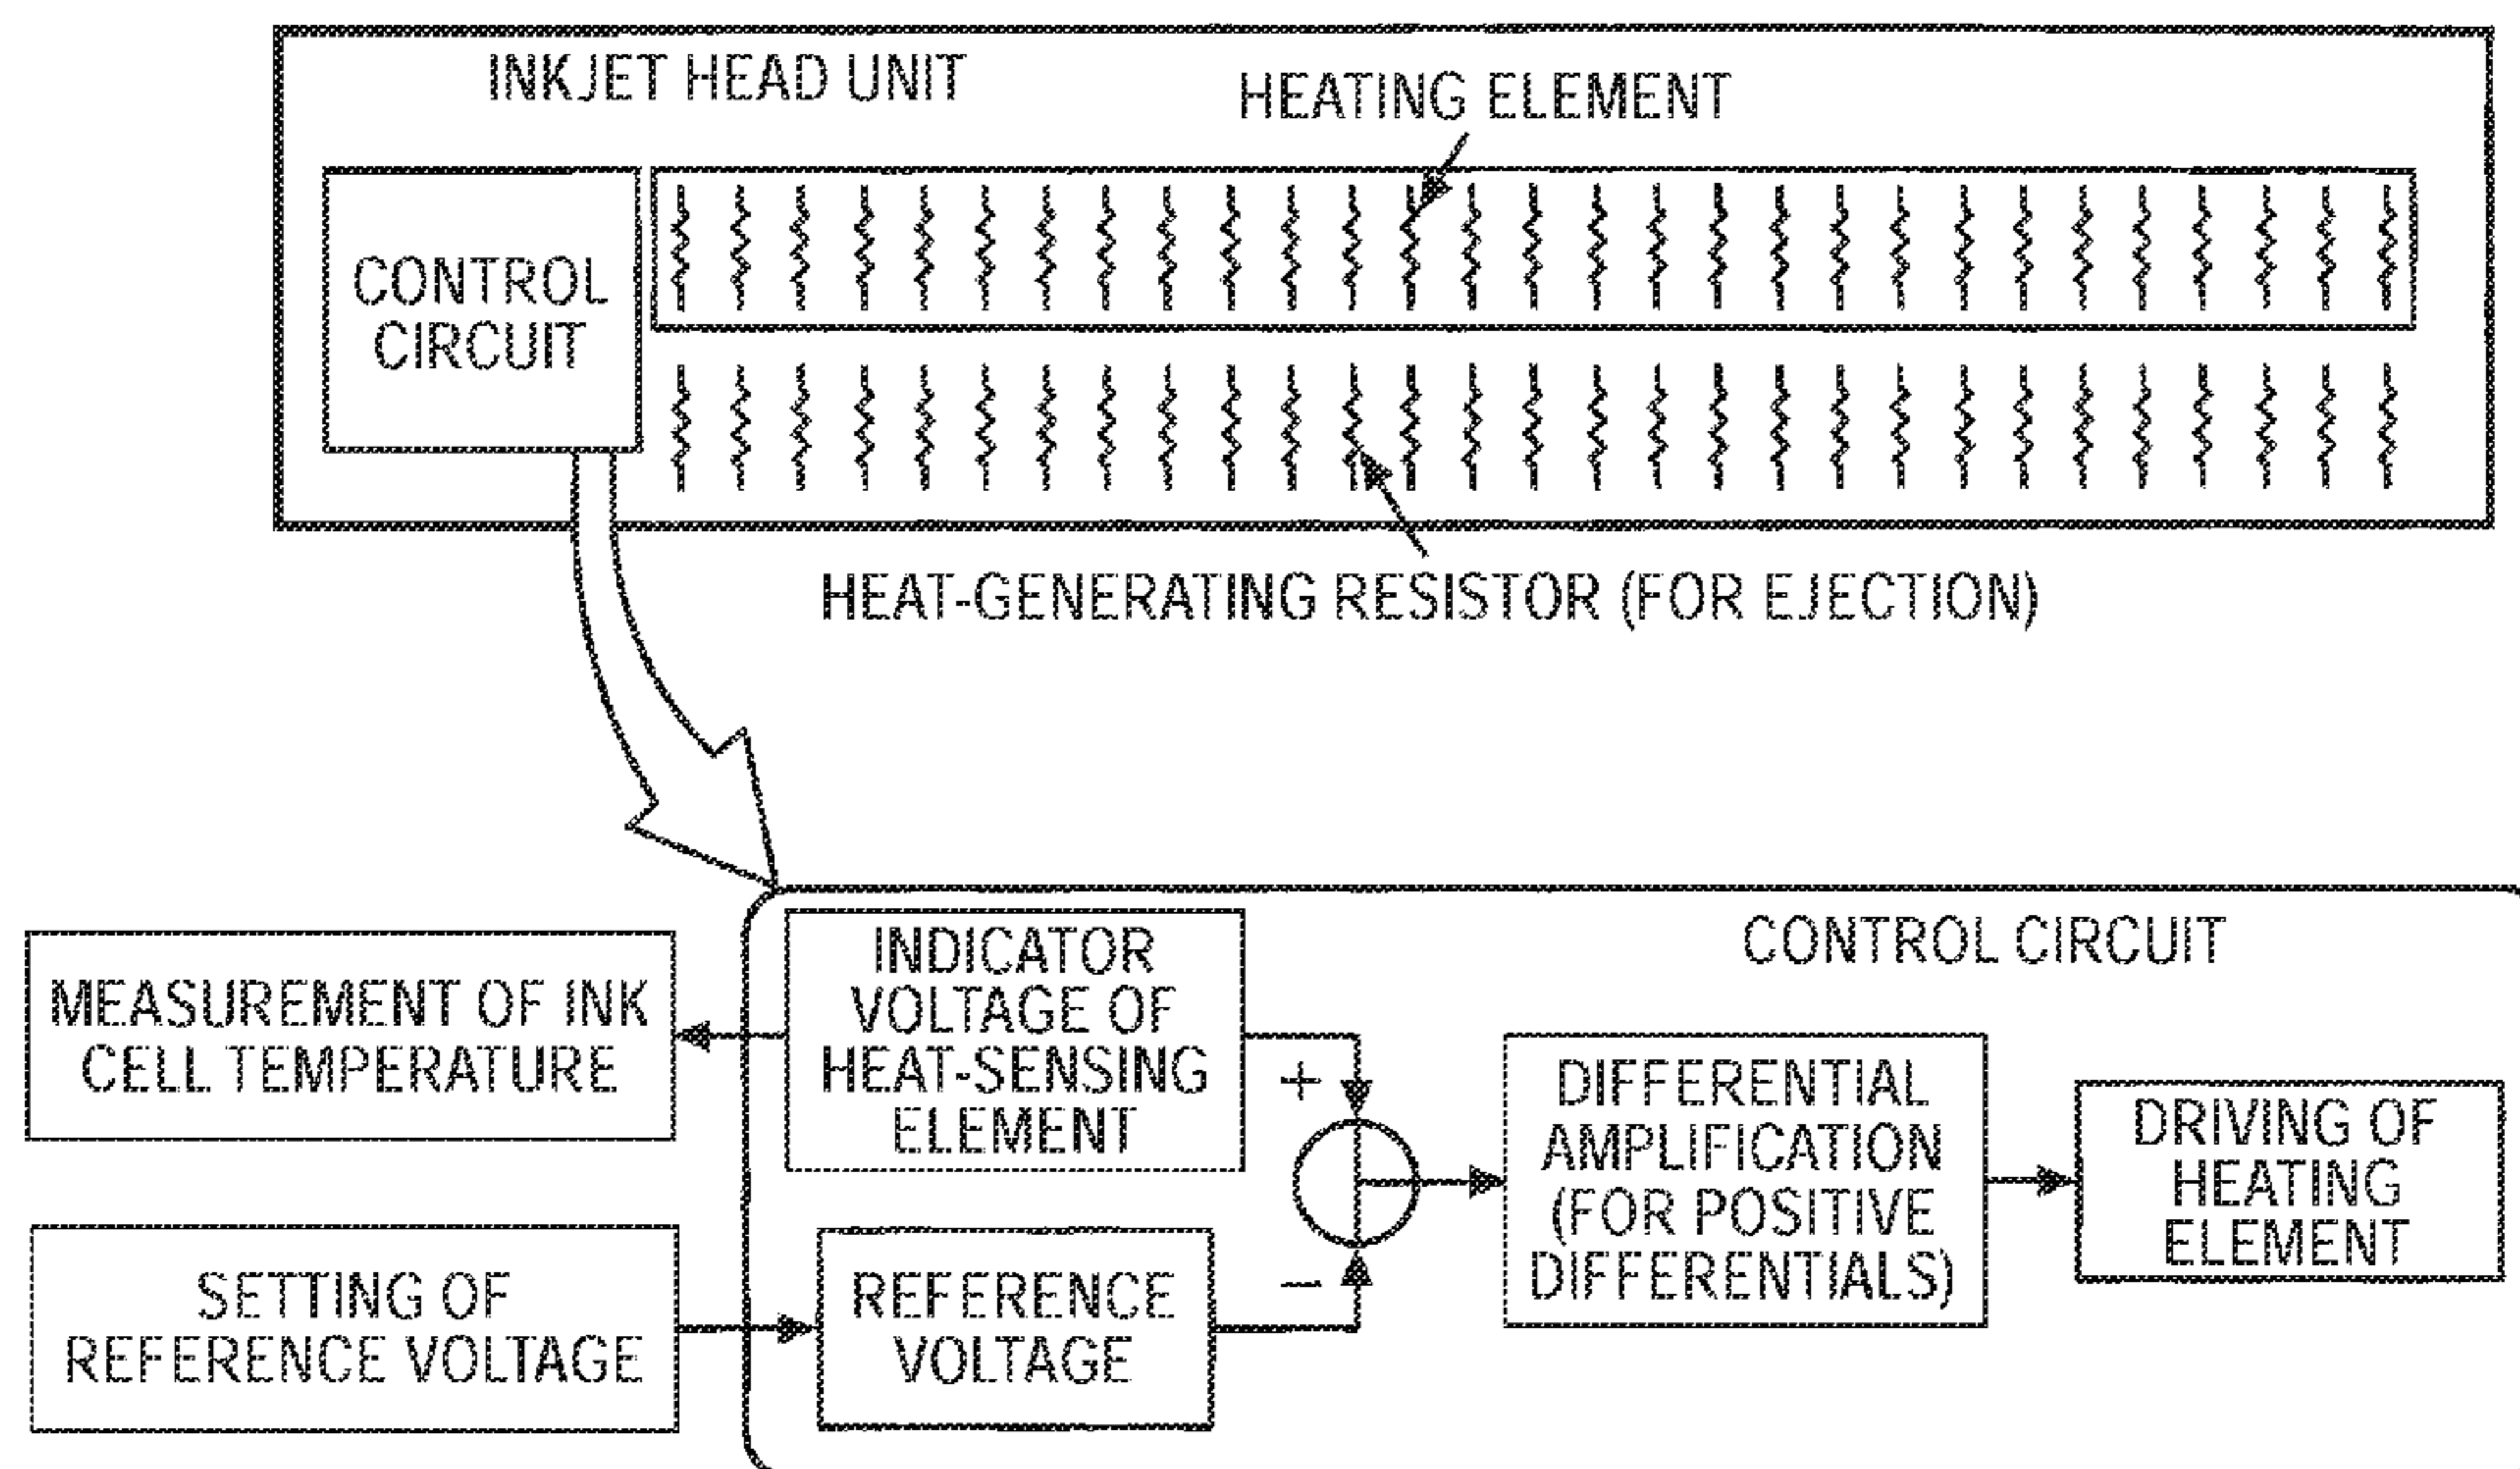 INKJET HEAD UNIT
HEATING ELEMENT
CONTROL
CIRCUIT
HEAT-GENERATING RESISTOR (FOR EJECTION)
CONTROL CIRCUIT
MEASUREMENT OF INK
CELL TEMPERATURE
INDICATOR
VOLTAGE OF
HEAT-SENSING
ELEMENT
+
DIFFERENTIAL
AMPLIFICATION
(FOR POSITIVE
DIFFERENTIALS)
DRIVING OF
HEATING
ELEMENT
SETTING OF
REFERENCE VOLTAGE
REFERENCE
VOLTAGE
−